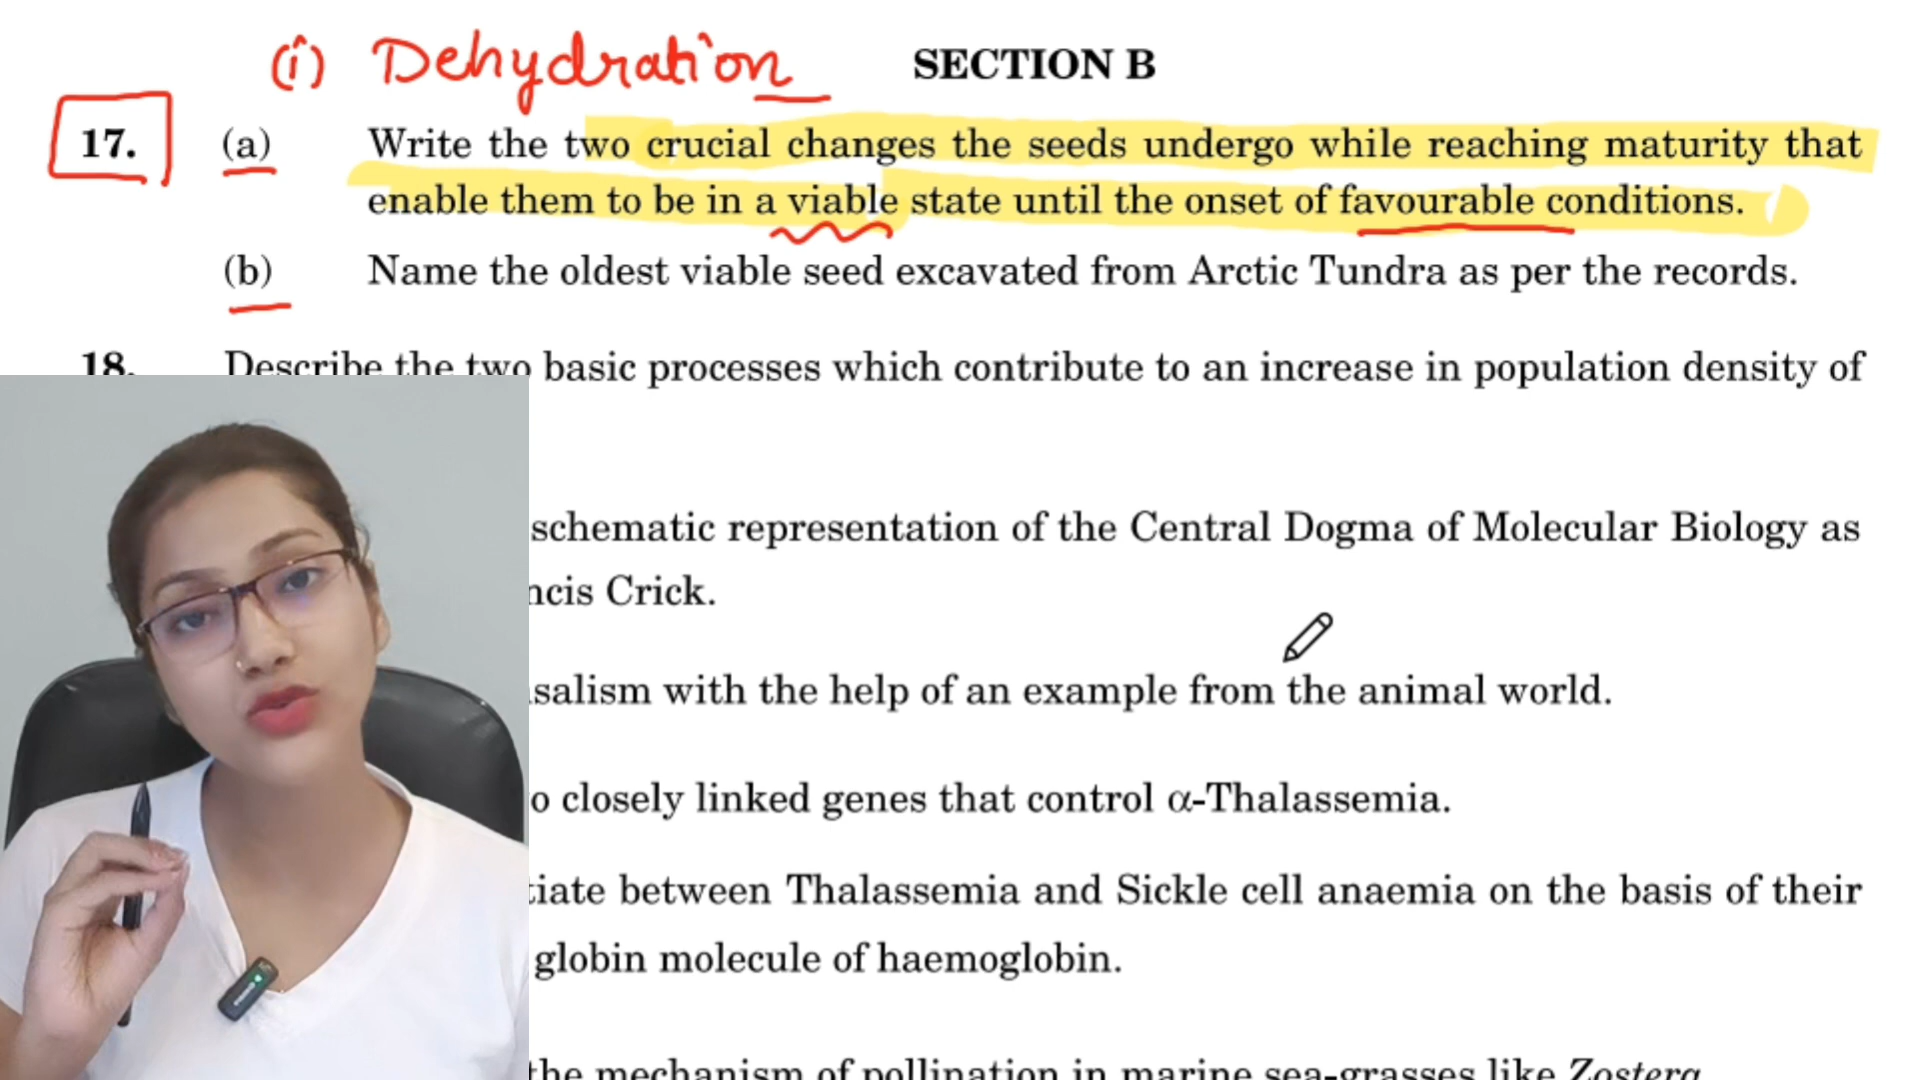 (i) Dehydration SECTION B
17. (a) Write the two crucial changes the seeds undergo while reaching maturity that
enable them to be in a viable state until the onset of favourable conditions.
(b) Name the oldest viable seed excavated from Arctic Tundra as per the records.
18. Describe the two basic processes which contribute to an increase in population density of
schematic representation of the Central Dogma of Molecular Biology as
ncis Crick.
salism with the help of an example from the animal world.
o closely linked genes that control α-Thalassemia.
tiate between Thalassemia and Sickle cell anaemia on the basis of their
globin molecule of haemoglobin.
the mechanism of pollination in marine sea-grasses like Zostera